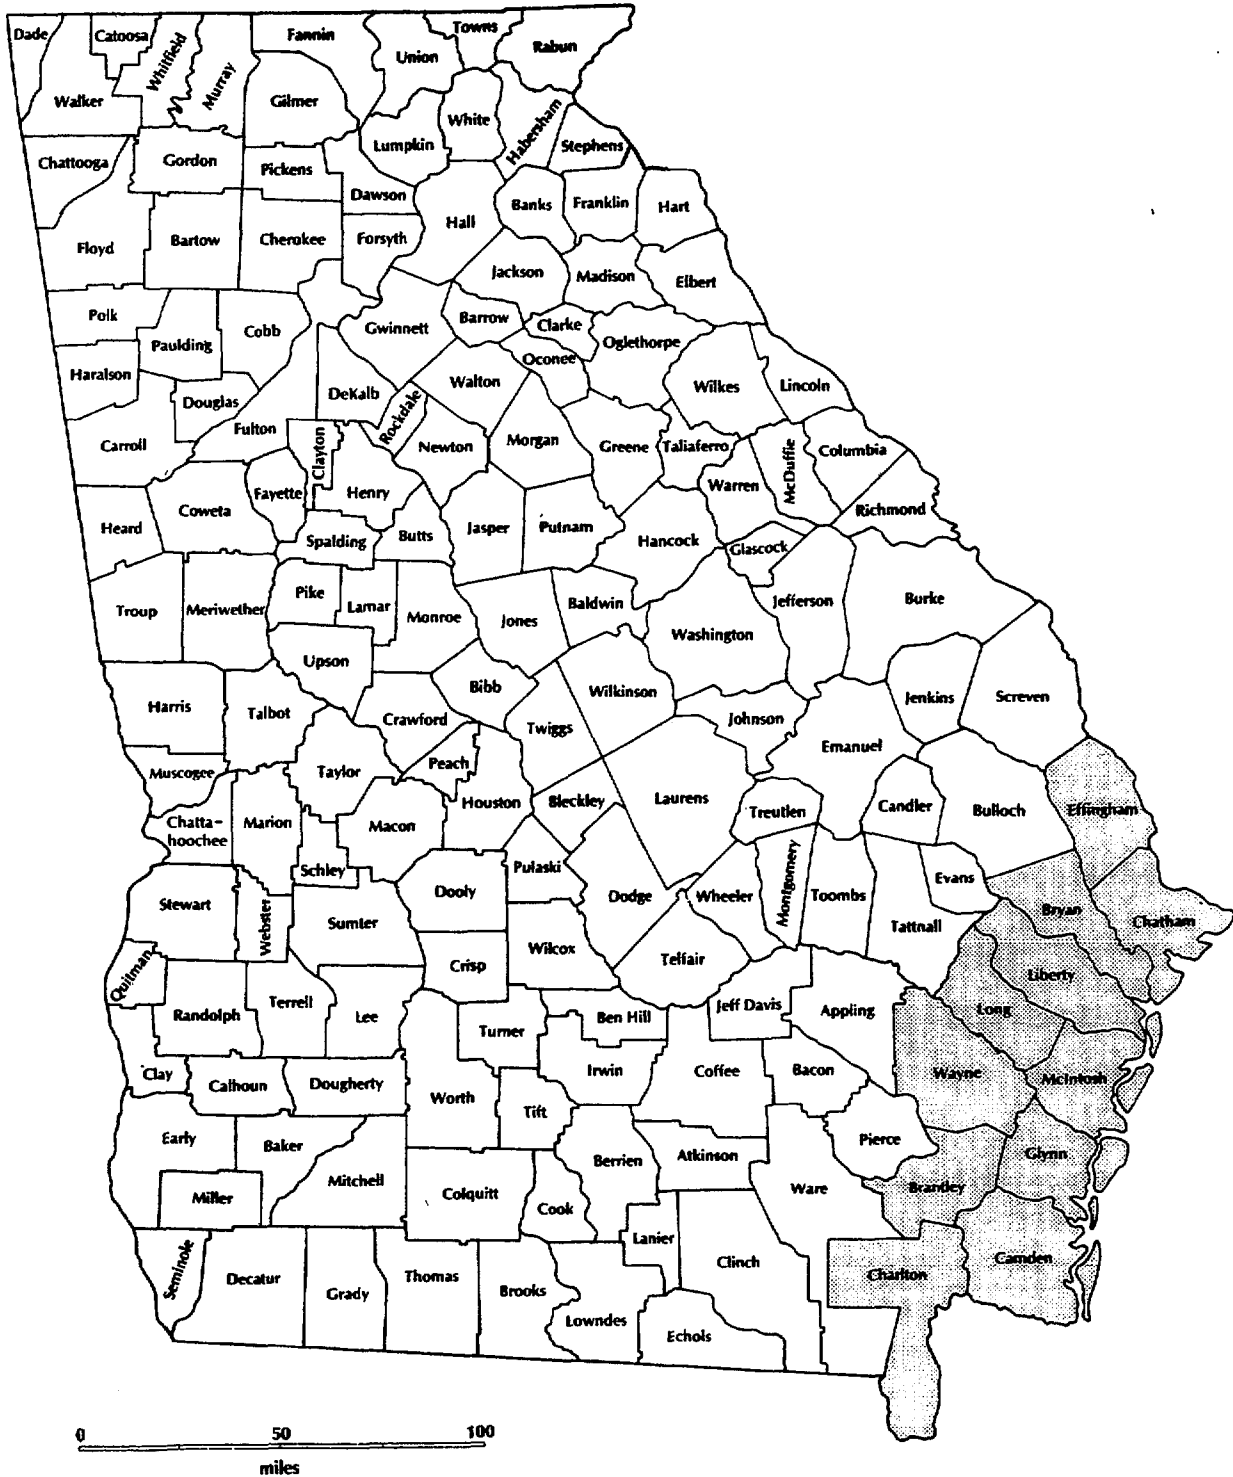 Dade
Catoosa
Whitfield
Murray
Fannin
Union
Towns
Rabun
Walker
Gilmer
White
Habersham
Lumpkin
Stephens
Chattooga
Gordon
Pickens
Dawson
Banks
Franklin
Hart
Hall
Floyd
Bartow
Cherokee
Forsyth
Jackson
Madison
Elbert
Polk
Paulding
Cobb
Gwinnett
Barrow
Clarke
Oglethorpe
Haralson
Oconee
Douglas
DeKalb
Rockdale
Walton
Wilkes
Lincoln
Carroll
Fulton
Clayton
Newton
Morgan
Greene
Taliaferro
McDuffie
Columbia
Heard
Coweta
Fayette
Henry
Warren
Richmond
Spalding
Butts
Jasper
Putnam
Hancock
Glascock
Troup
Meriwether
Pike
Lamar
Monroe
Jones
Baldwin
Jefferson
Burke
Washington
Upson
Bibb
Wilkinson
Jenkins
Screven
Harris
Talbot
Crawford
Twiggs
Johnson
Emanuel
Muscogee
Taylor
Peach
Houston
Bleckley
Laurens
Treutlen
Candler
Bulloch
Effingham
Chatta-
hoochee
Marion
Macon
Schley
Pulaski
Montgomery
Evans
Stewart
Webster
Sumter
Dooly
Dodge
Wheeler
Toombs
Tattnall
Bryan
Chatham
Quitman
Crisp
Wilcox
Telfair
Liberty
Randolph
Terrell
Lee
Turner
Ben Hill
Jeff Davis
Appling
Long
Clay
Calhoun
Dougherty
Worth
Tift
Irwin
Coffee
Bacon
Wayne
McIntosh
Early
Baker
Pierce
Glynn
Miller
Mitchell
Colquitt
Cook
Berrien
Atkinson
Ware
Brantley
Seminole
Decatur
Grady
Thomas
Brooks
Lanier
Clinch
Charlton
Camden
Lowndes
Echols
0 50 100
miles